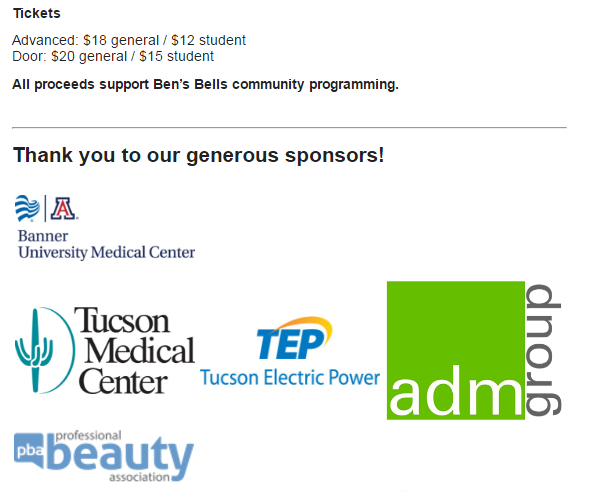 Tickets
Advanced: $18 general / $12 student
Door: $20 general / $15 student
All proceeds support Ben's Bells community programming.
Thank you to our generous sponsors!
A
Banner
University Medical Center
Tucson
Medical
Center
TEP
Tucson Electric Power
adm
group
pba
professional
beauty
association